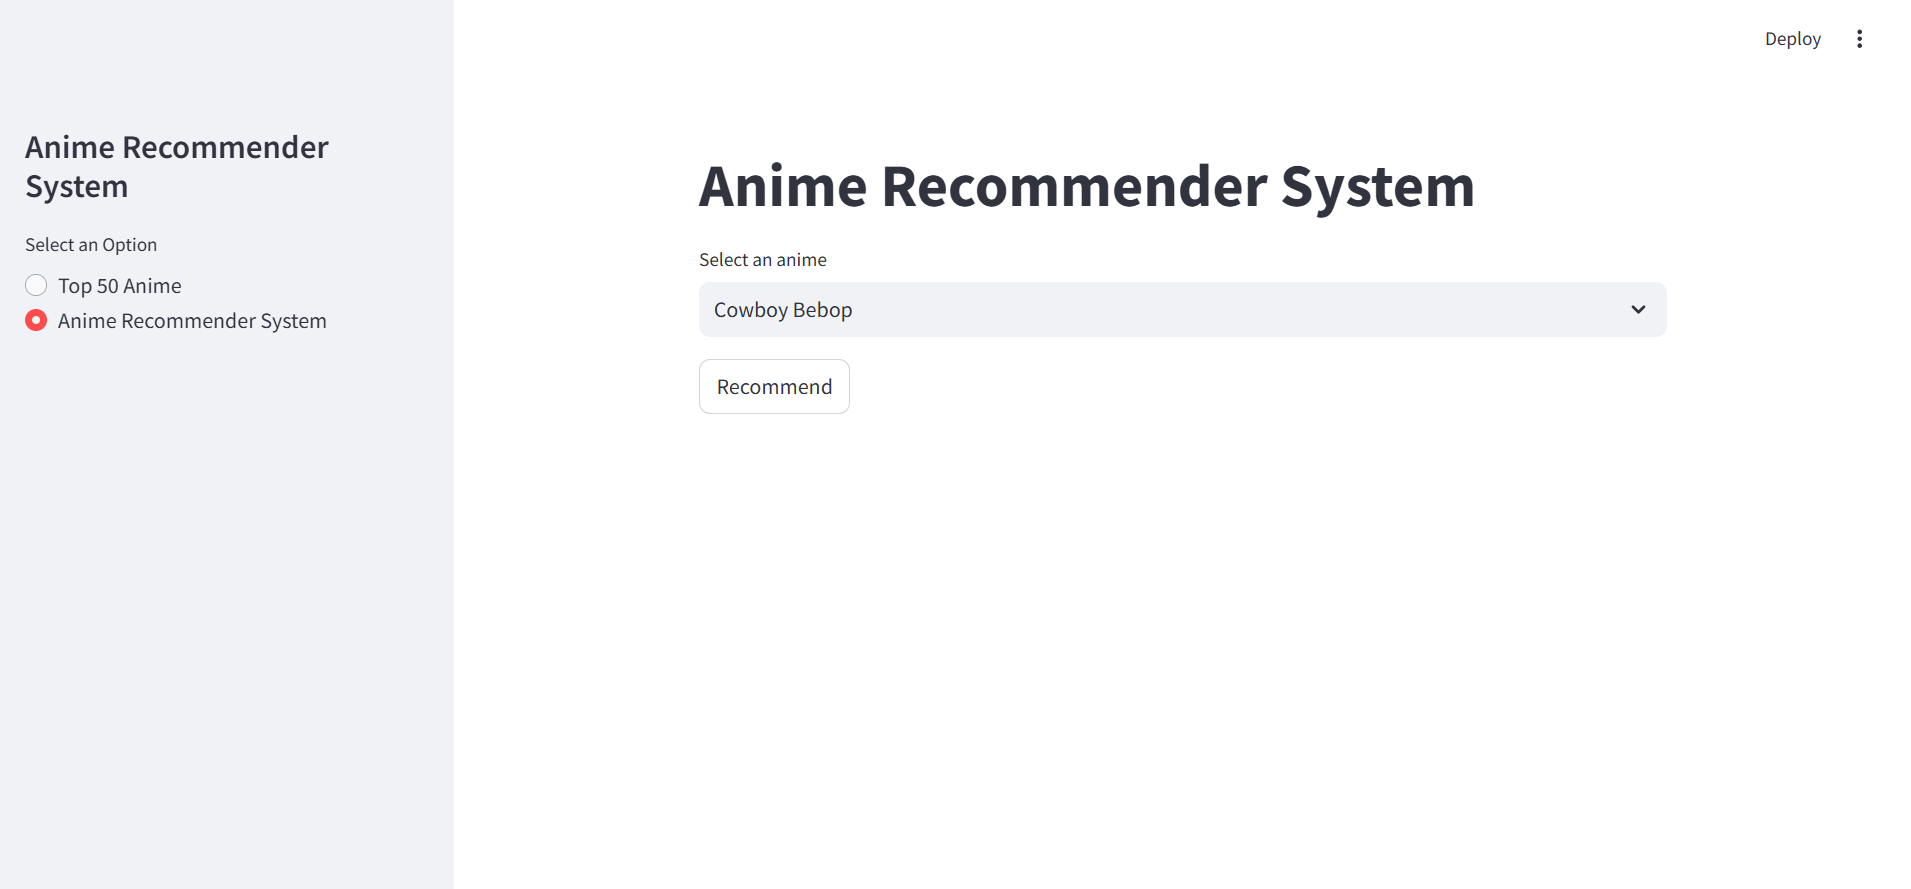 Deploy
Anime Recommender
System
Select an Option
Top 50 Anime
Anime Recommender System
Anime Recommender System
Select an anime
Cowboy Bebop
Recommend